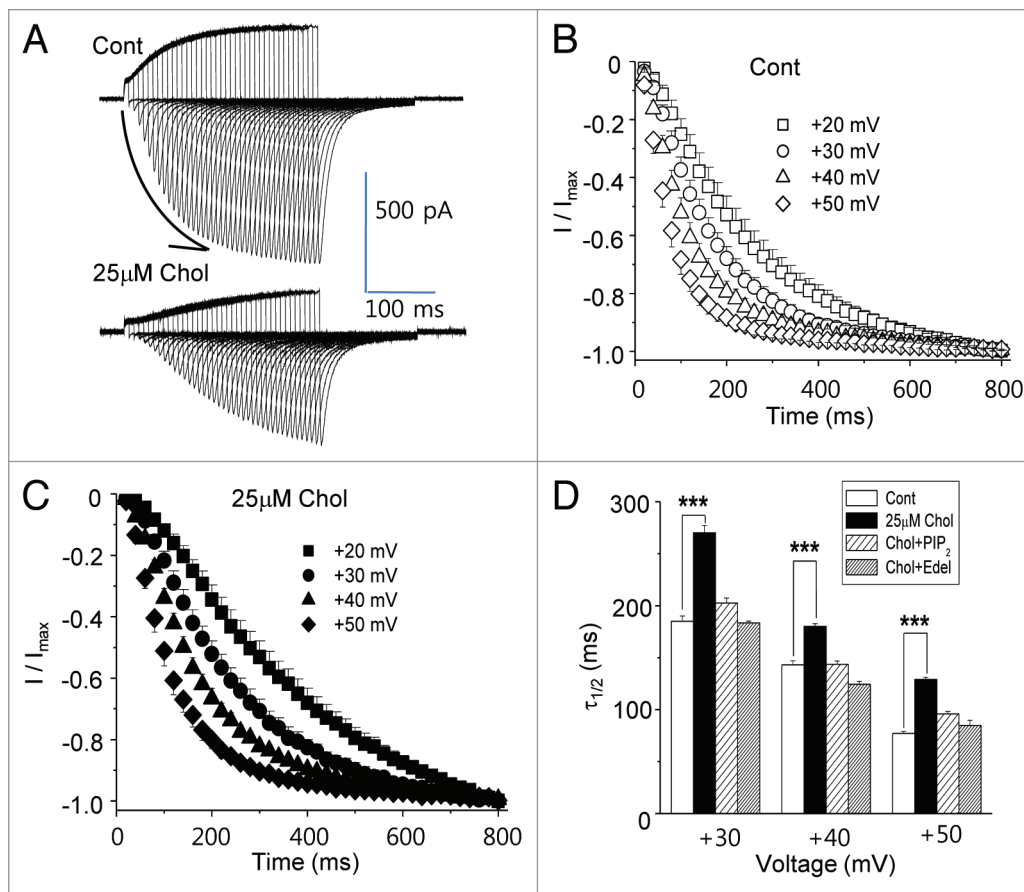 A
Cont
500 pA
100 ms
25μM Chol
B
Cont
+20 mV
+30 mV
+40 mV
+50 mV
I / Imax
0
-0.2
-0.4
-0.6
-0.8
-1.0
0 200 400 600 800
Time (ms)
C
25μM Chol
+20 mV
+30 mV
+40 mV
+50 mV
I / Imax
0
-0.2
-0.4
-0.6
-0.8
-1.0
0 200 400 600 800
Time (ms)
D
Cont
25μM Chol
Chol+PIP2
Chol+Edel
***
***
***
τ1/2 (ms)
300
200
100
0
+30 +40 +50
Voltage (mV)